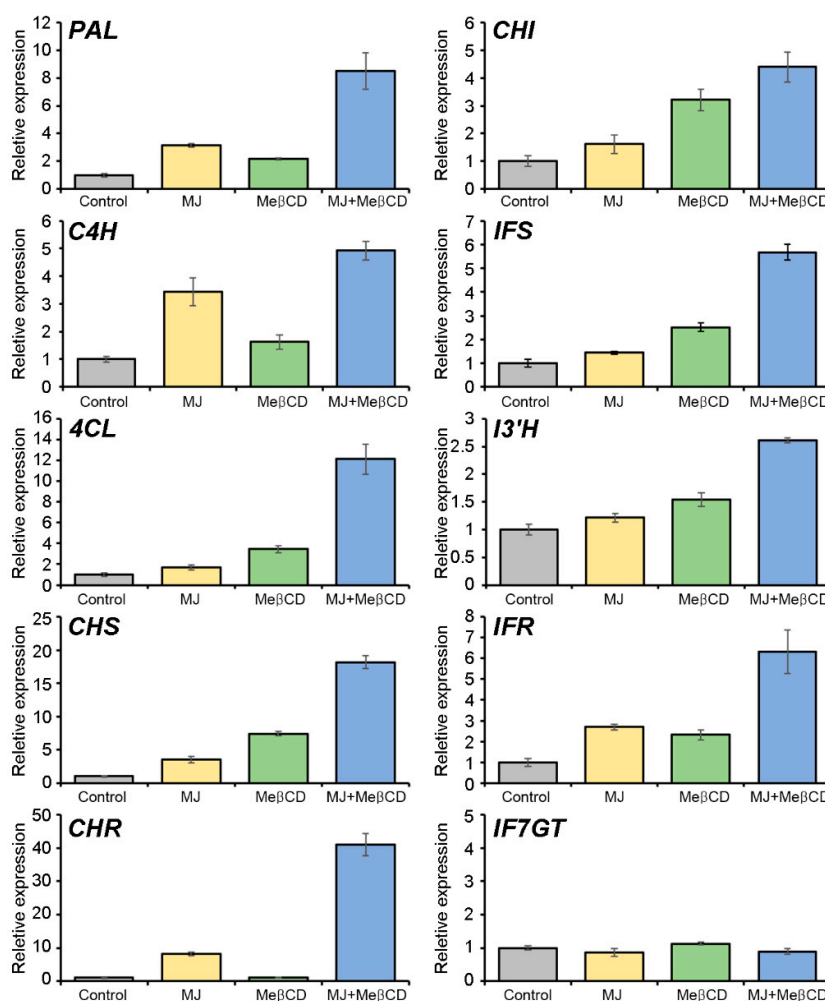 PAL
Reletive expression
12
10
8
6
4
2
0
Control MJ MeβCD MJ+MeβCD
CHI
Reletive expression
6
5
4
3
2
1
0
Control MJ MeβCD MJ+MeβCD
C4H
Reletive expression
6
5
4
3
2
1
0
Control MJ MeβCD MJ+MeβCD
IFS
Reletive expression
7
6
5
4
3
2
1
0
Control MJ MeβCD MJ+MeβCD
4CL
Reletive expression
16
14
12
10
8
6
4
2
0
Control MJ MeβCD MJ+MeβCD
I3'H
Reletive expression
3
2.5
2
1.5
1
0.5
0
Control MJ MeβCD MJ+MeβCD
CHS
Reletive expression
25
20
15
10
5
0
Control MJ MeβCD MJ+MeβCD
IFR
Reletive expression
8
7
6
5
4
3
2
1
0
Control MJ MeβCD MJ+MeβCD
CHR
Reletive expression
50
40
30
20
10
0
Control MJ MeβCD MJ+MeβCD
IF7GT
Reletive expression
5
4
3
2
1
0
Control MJ MeβCD MJ+MeβCD